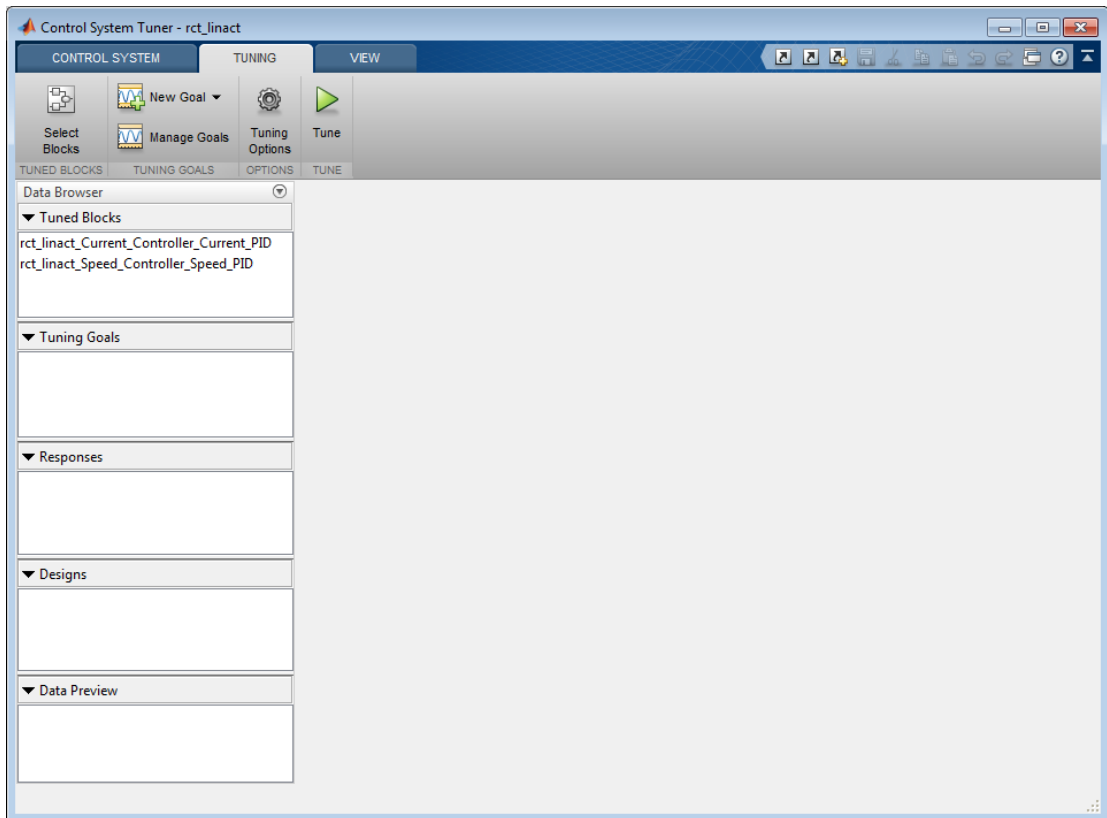 Control System Tuner - rct_linact
CONTROL SYSTEM TUNING VIEW
Select Blocks
New Goal
Manage Goals
Tuning Options
Tune
TUNED BLOCKS TUNING GOALS OPTIONS TUNE
Data Browser
Tuned Blocks
rct_linact_Current_Controller_Current_PID
rct_linact_Speed_Controller_Speed_PID
Tuning Goals
Responses
Designs
Data Preview